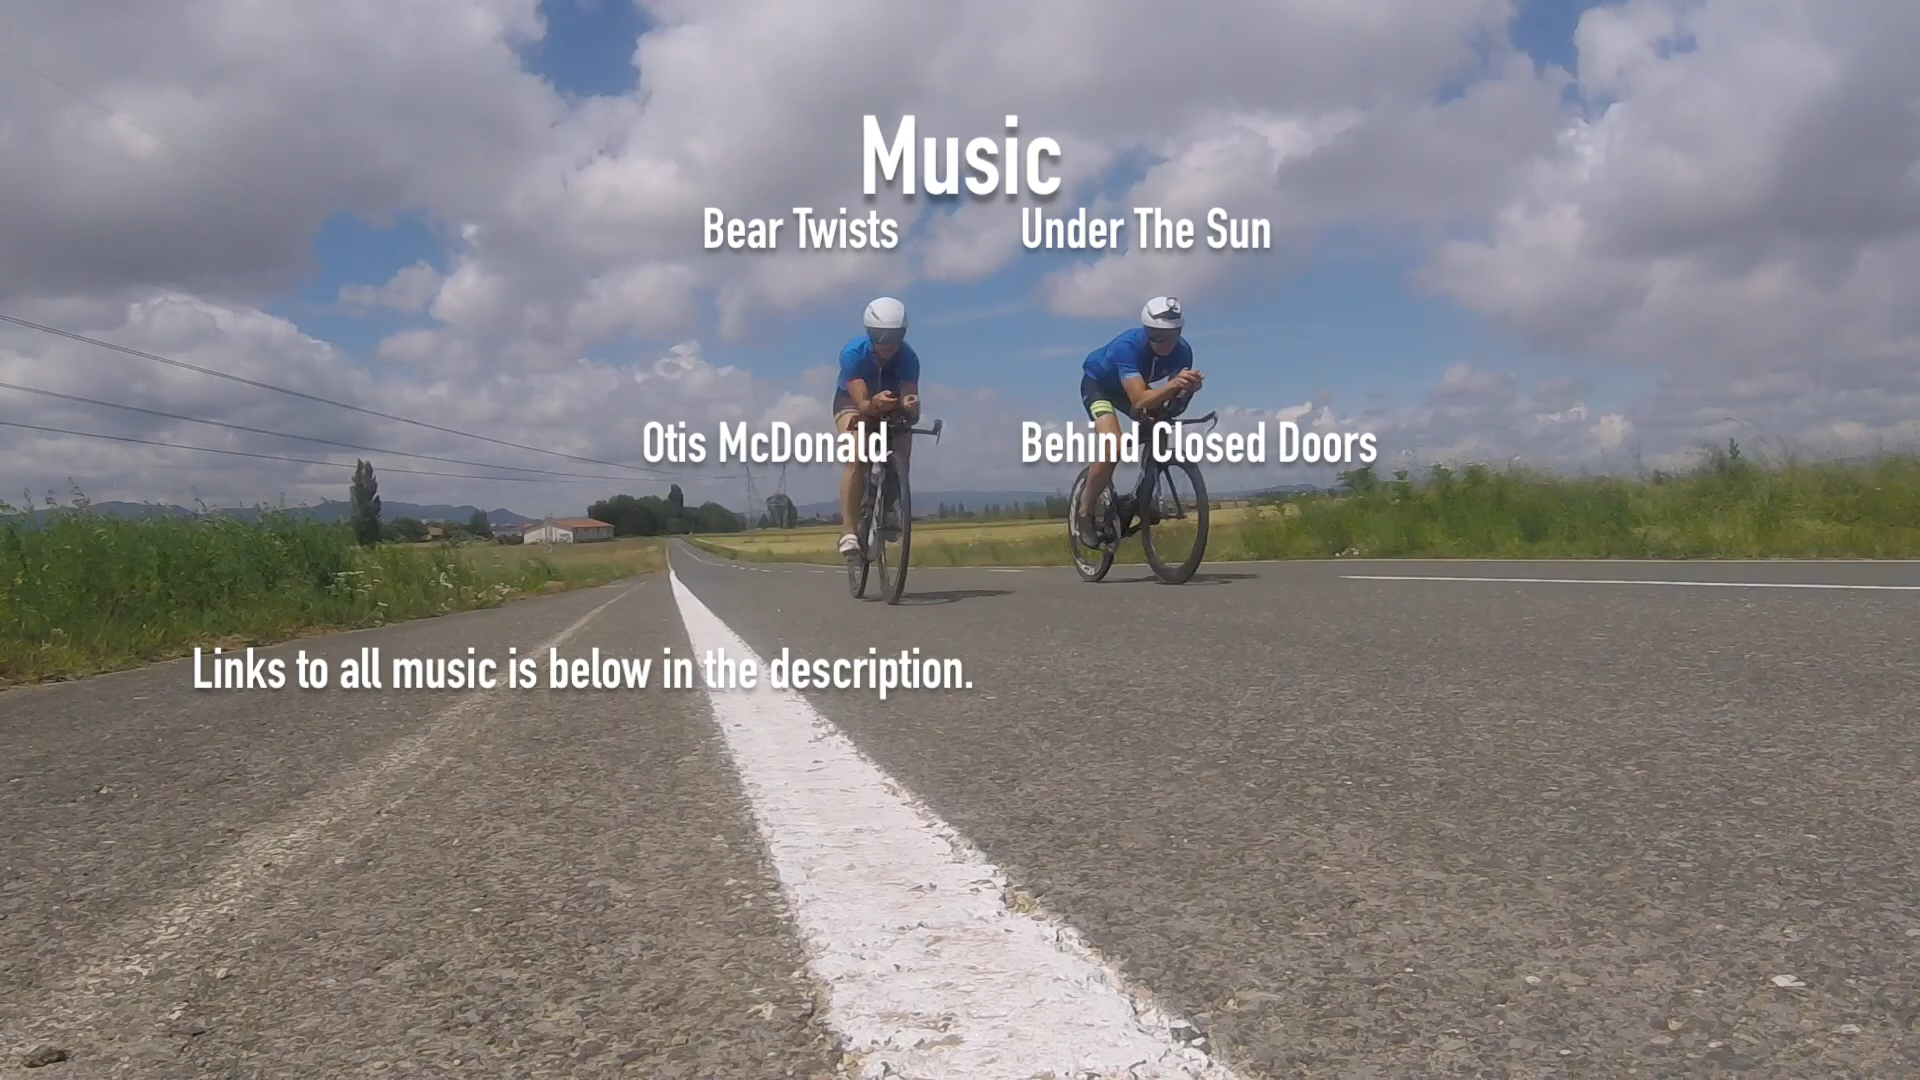 Music
Bear Twists Under The Sun
Otis McDonald Behind Closed Doors
Links to all music is below in the description.